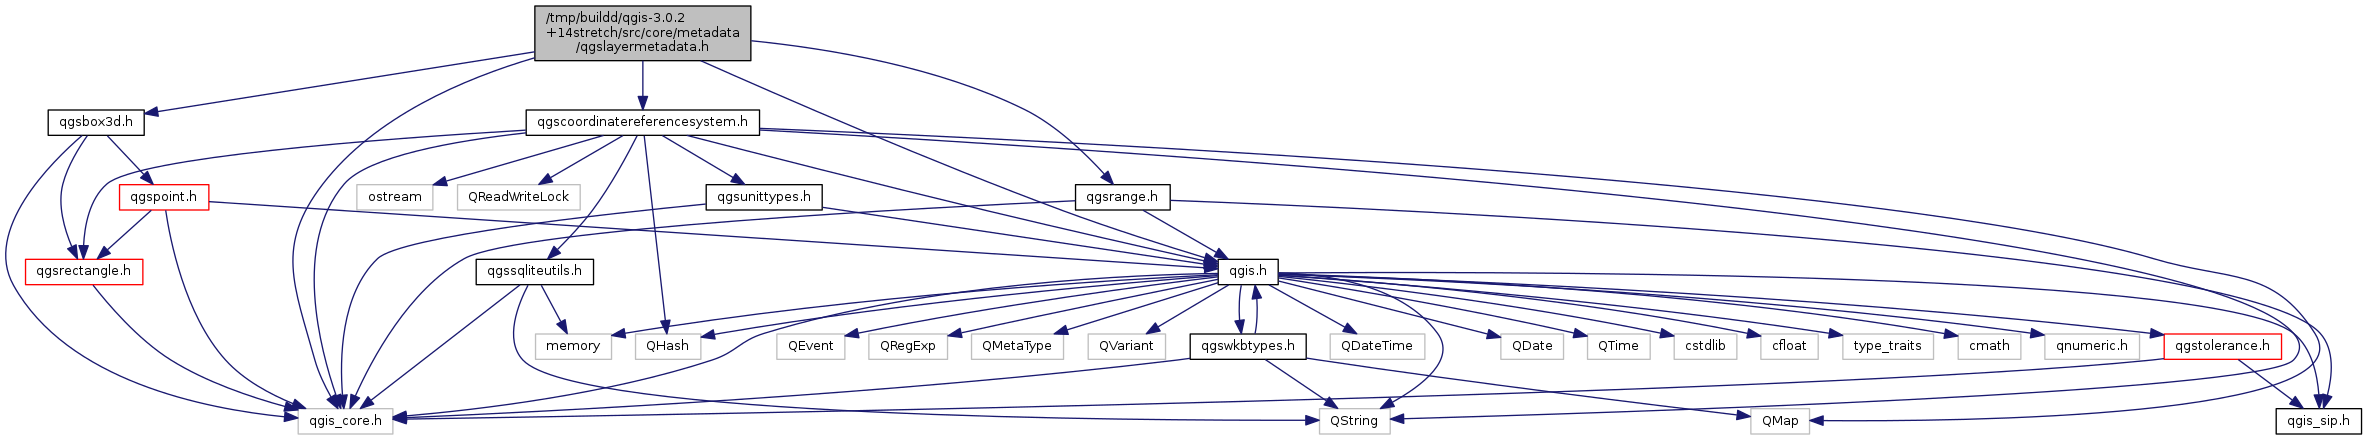 /tmp/buildd/qgis-3.0.2
+14stretch/src/core/metadata
/qgslayermetadata.h
qgsbox3d.h
qgscoordinatereferencesystem.h
qgspoint.h
ostream
QReadWriteLock
qgsunittypes.h
qgsrange.h
qgsrectangle.h
qgssqliteutils.h
qgis.h
memory
QHash
QEvent
QRegExp
QMetaType
QVariant
qgswkbtypes.h
QDateTime
QDate
QTime
cstdlib
cfloat
type_traits
cmath
qnumeric.h
qgstolerance.h
qgis_core.h
QString
QMap
qgis_sip.h